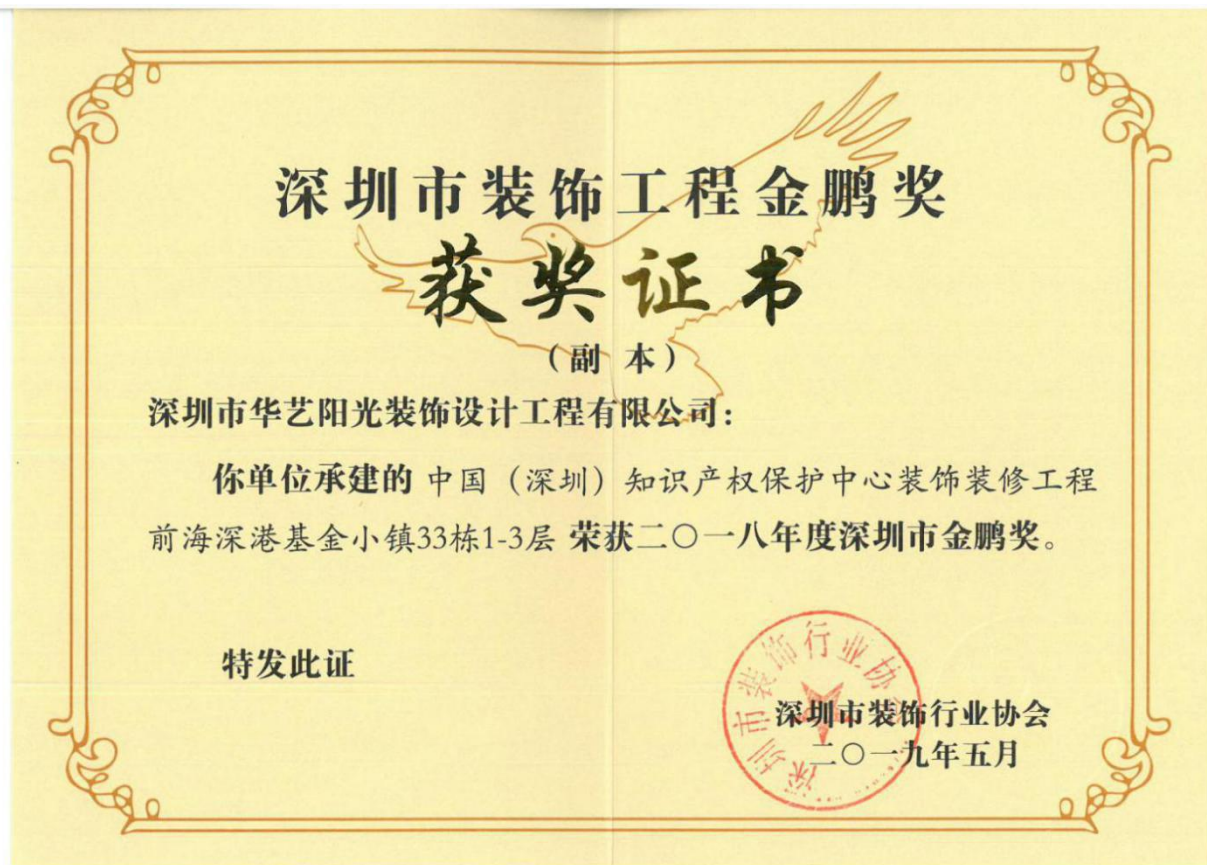 深圳市装饰工程金鹏奖
获奖证书
（副 本）
深圳市华艺阳光装饰设计工程有限公司：
你单位承建的 中国（深圳）知识产权保护中心装饰装修工程
前海深港基金小镇33栋1-3层 荣获二〇一八年度深圳市金鹏奖。
特发此证
深圳市装饰行业协会
深圳市装饰行业协会
二〇一九年五月